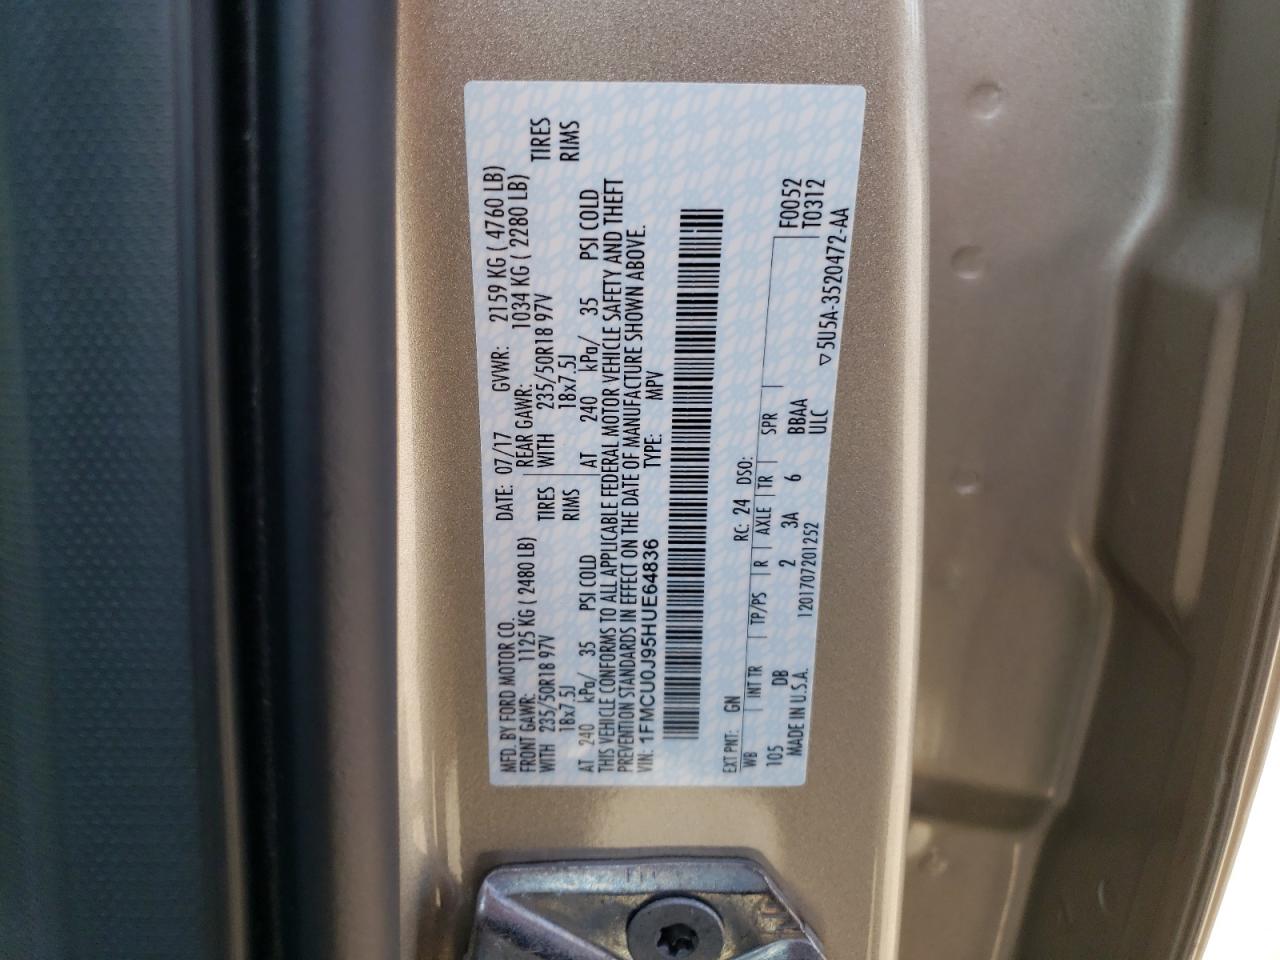 MFD. BY FORD MOTOR CO. DATE: 07/17 GVWR: 2159 KG ( 4760 LB)
FRONT GAWR: 1125 KG ( 2480 LB) REAR GAWR: 1034 KG ( 2280 LB)
WITH 235/50R18 97V TIRES WITH 235/50R18 97V TIRES
18x7.5J RIMS 18x7.5J RIMS
AT 240 kPa/ 35 PSI COLD AT 240 kPa/ 35 PSI COLD
THIS VEHICLE CONFORMS TO ALL APPLICABLE FEDERAL MOTOR VEHICLE SAFETY AND THEFT
PREVENTION STANDARDS IN EFFECT ON THE DATE OF MANUFACTURE SHOWN ABOVE.
VIN: 1FMCU0J95HUE64836 TYPE: MPV
EXT PNT: GN RC: 24 DSO:
WB INT TR TP/PS R AXLE TR SPR F0052
105 DB 2 3A 6 BBAA T0312
MADE IN U.S.A. 1201707201252 ULC
▽5U5A-3520472-AA